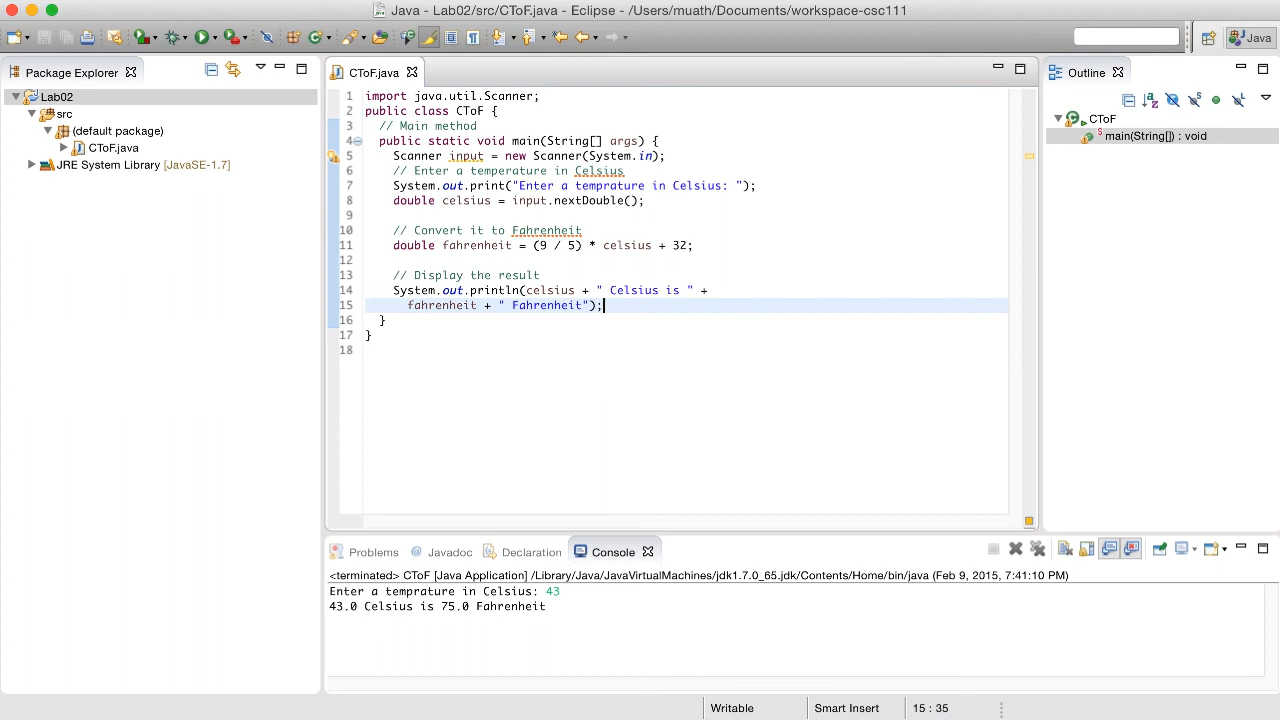 Java - Lab02/src/CToF.java - Eclipse - /Users/muath/Documents/workspace-csc111
Java
Package Explorer
Lab02
src
(default package)
CToF.java
JRE System Library [JavaSE-1.7]
CToF.java
1 import java.util.Scanner;
2 public class CToF {
3 // Main method
4 public static void main(String[] args) {
5 Scanner input = new Scanner(System.in);
6 // Enter a temperature in Celsius
7 System.out.print("Enter a temprature in Celsius: ");
8 double celsius = input.nextDouble();
9
10 // Convert it to Fahrenheit
11 double fahrenheit = (9 / 5) * celsius + 32;
12
13 // Display the result
14 System.out.println(celsius + " Celsius is " +
15 fahrenheit + " Fahrenheit");
16 }
17 }
18
Outline
CToF
main(String[]) : void
Problems @ Javadoc Declaration Console
<terminated> CToF [Java Application] /Library/Java/JavaVirtualMachines/jdk1.7.0_65.jdk/Contents/Home/bin/java (Feb 9, 2015, 7:41:10 PM)
Enter a temprature in Celsius: 43
43.0 Celsius is 75.0 Fahrenheit
Writable Smart Insert 15 : 35